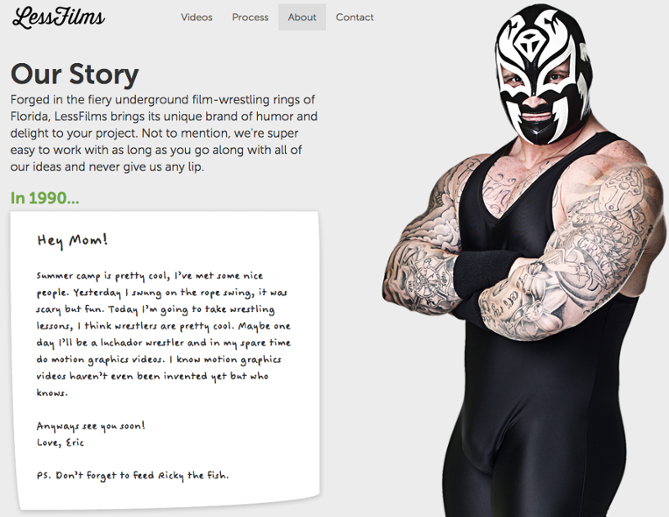 LessFilms
Videos Process About Contact
Our Story
Forged in the fiery underground film-wrestling rings of
Florida, LessFilms brings its unique brand of humor and
delight to your project. Not to mention, we're super
easy to work with as long as you go along with all of
our ideas and never give us any lip.
In 1990...
Hey Mom!
Summer camp is pretty cool, I've met some nice
people. Yesterday I swung on the rope swing, it was
scary but fun. Today I'm going to take wrestling
lessons, I think wrestlers are pretty cool. Maybe one
day I'll be a luchador wrestler and in my spare time
do motion graphics videos. I know motion graphics
videos haven't even been invented yet but who
knows.
Anyways see you soon!
Love, Eric
PS. Don't forget to feed Ricky the fish.